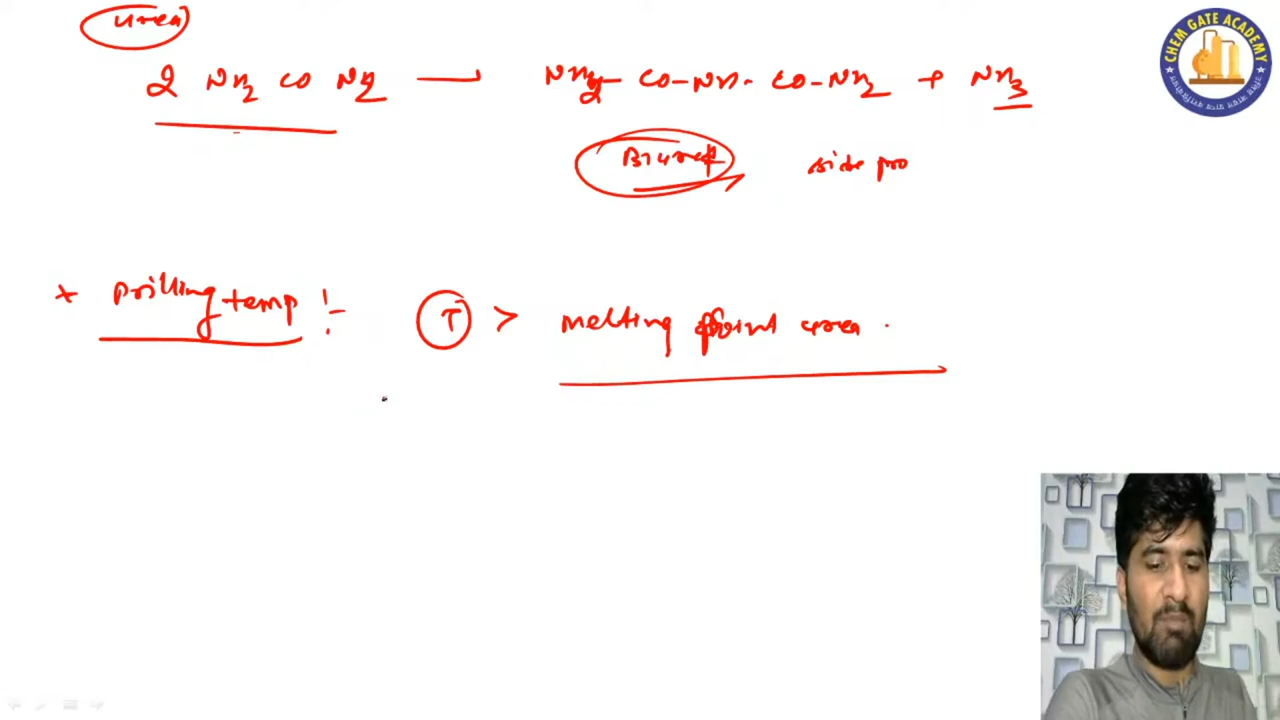 urea
CHEM GATE ACADEMY
2 NH2 CO NH2 → NH2- CO-NH- CO-NH2 + NH3
Biuret side pro
* Prilling temp :- T > melting point urea.